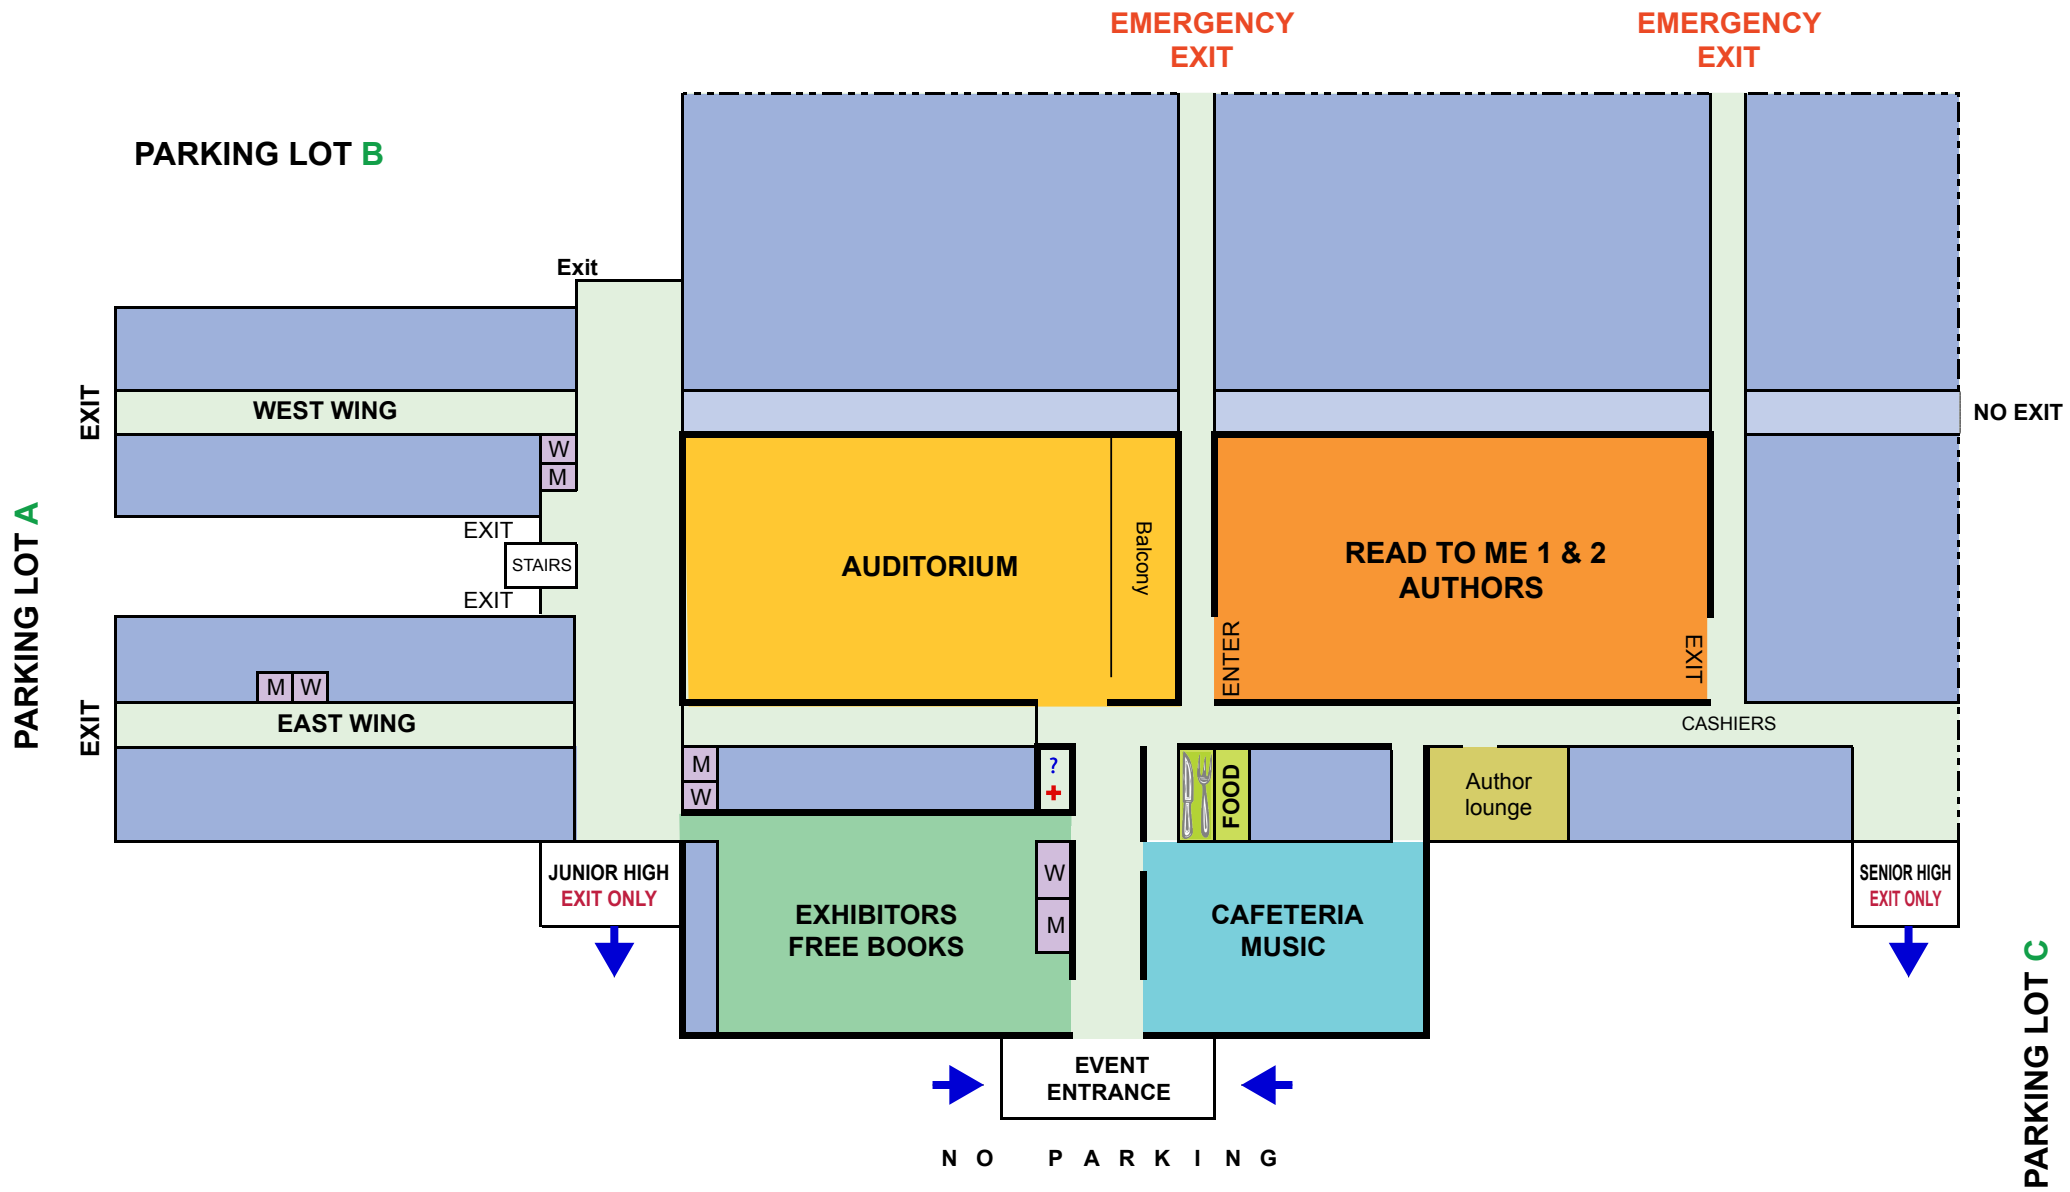 EMERGENCY
EXIT
EMERGENCY
EXIT
PARKING LOT B
Exit
EXIT
WEST WING
NO EXIT
W
M
PARKING LOT A
EXIT
STAIRS
EXIT
AUDITORIUM
Balcony
READ TO ME 1 & 2
AUTHORS
ENTER
EXIT
M W
EXIT
EAST WING
CASHIERS
M
W
?
FOOD
Author
lounge
JUNIOR HIGH
EXIT ONLY
EXHIBITORS
FREE BOOKS
W
M
CAFETERIA
MUSIC
SENIOR HIGH
EXIT ONLY
PARKING LOT C
EVENT
ENTRANCE
NO PARKING